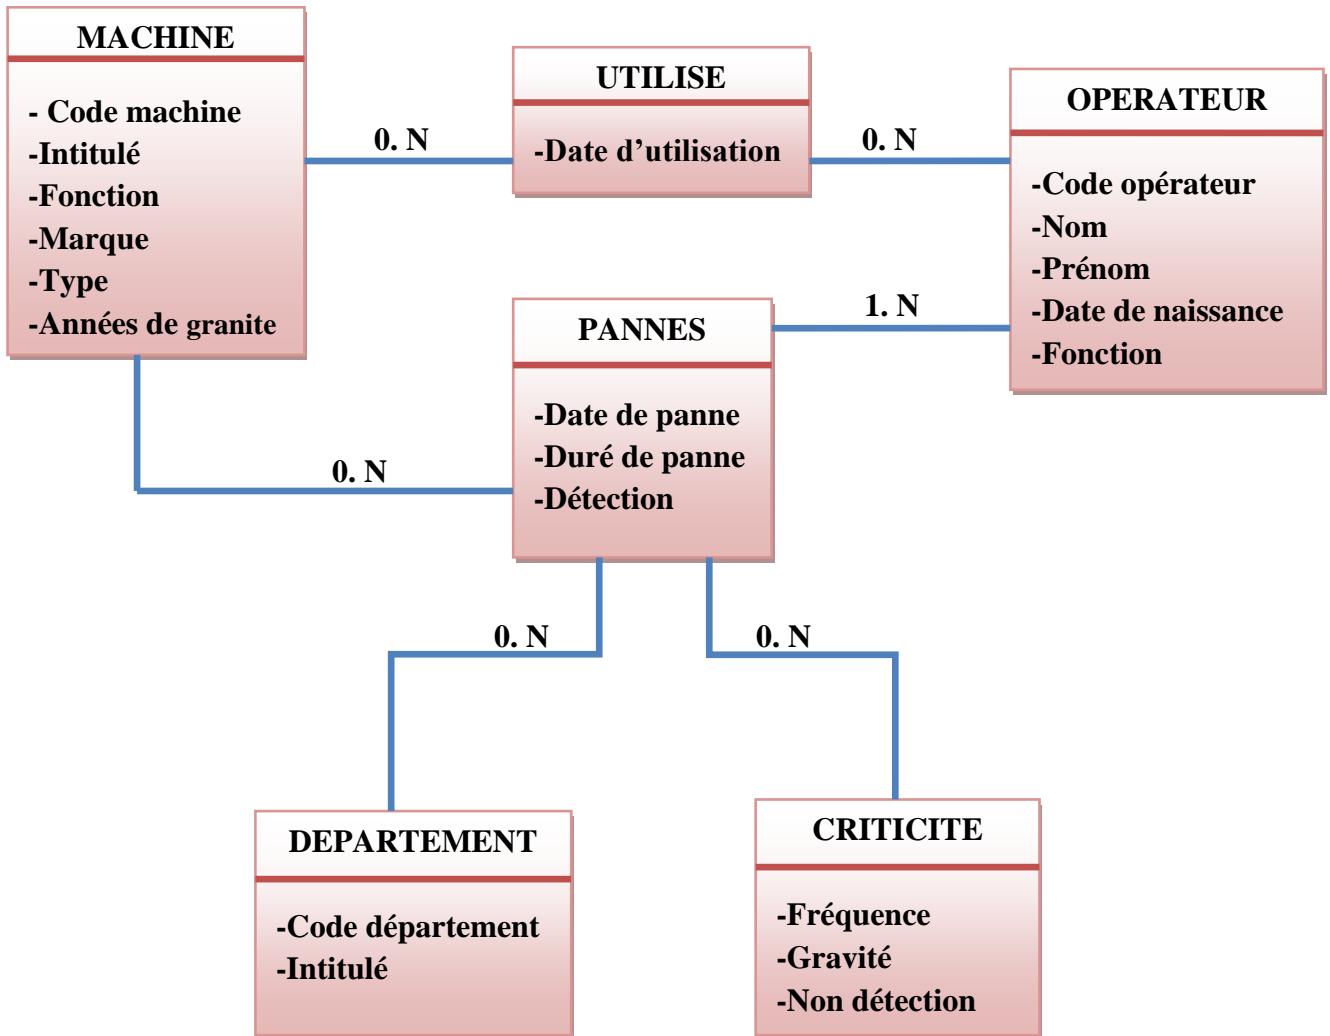 MACHINE
- Code machine
-Intitulé
-Fonction
-Marque
-Type
-Années de granite
0. N
UTILISE
-Date d’utilisation
0. N
OPERATEUR
-Code opérateur
-Nom
-Prénom
-Date de naissance
-Fonction
1. N
PANNES
-Date de panne
-Duré de panne
-Détection
0. N
0. N
0. N
DEPARTEMENT
-Code département
-Intitulé
CRITICITE
-Fréquence
-Gravité
-Non détection